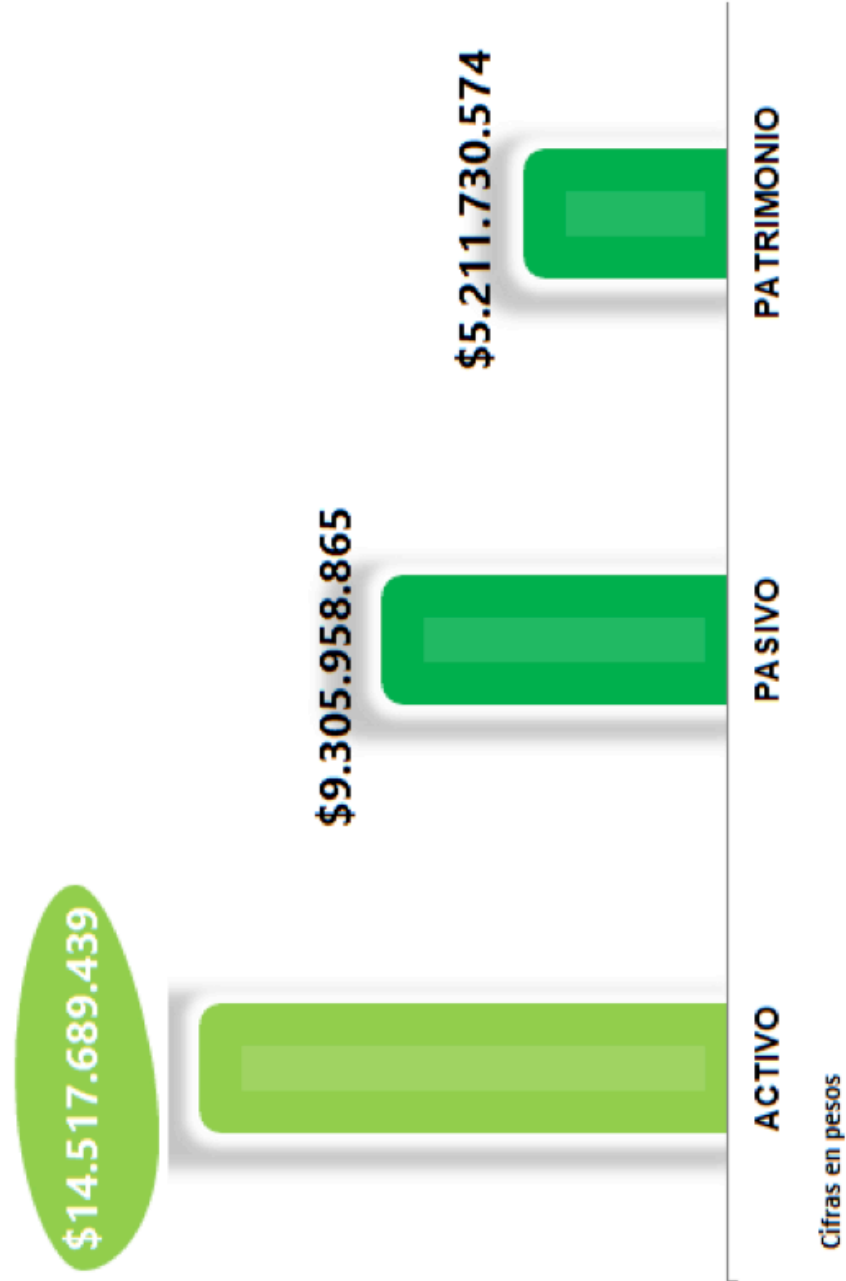 $14.517.689.439
$9.305.958.865
$5.211.730.574
ACTIVO
PASIVO
PATRIMONIO
Cifras en pesos